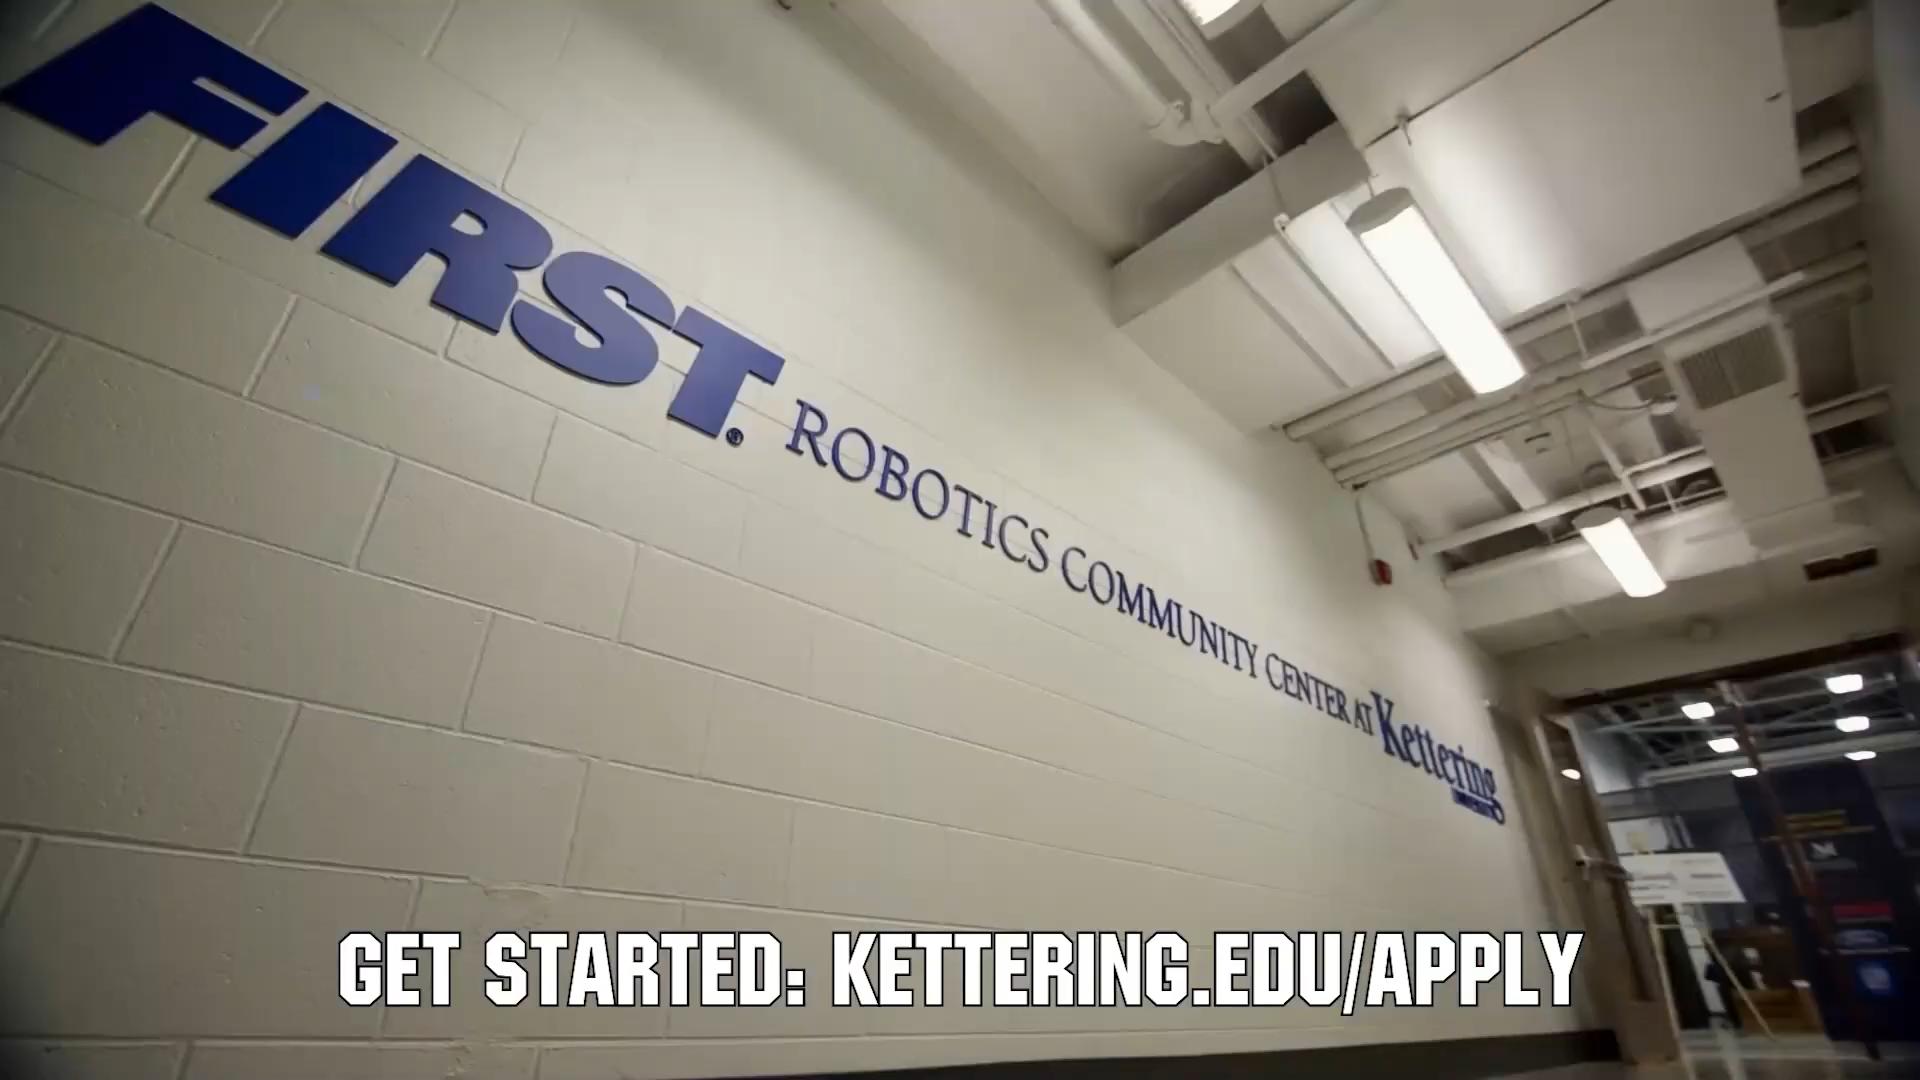 FIRST® ROBOTICS COMMUNITY CENTER AT Kettering
GET STARTED: KETTERING.EDU/APPLY